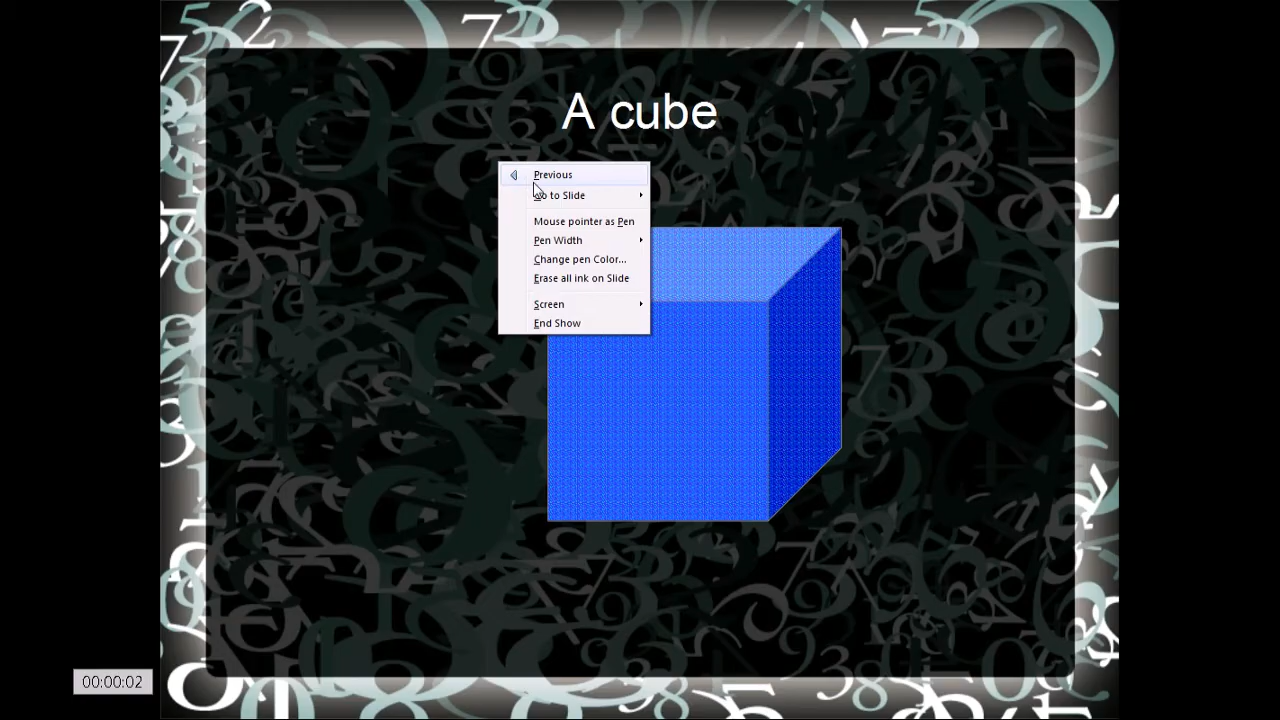 A cube
Previous
Go to Slide
Mouse pointer as Pen
Pen Width
Change pen Color...
Erase all ink on Slide
Screen
End Show
00:00:02